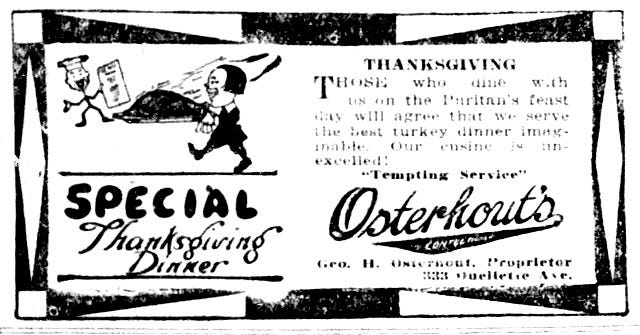 SPECIAL
Thanksgiving
Dinner
THANKSGIVING
THOSE who dine with
us on the Puritan's feast
day will agree that we serve
the best turkey dinner imag-
inable. Our cusine is un-
excelled!
"Tempting Service"
Osterhout's
Geo. H. Osterhout, Proprietor
333 Ouellette Ave.